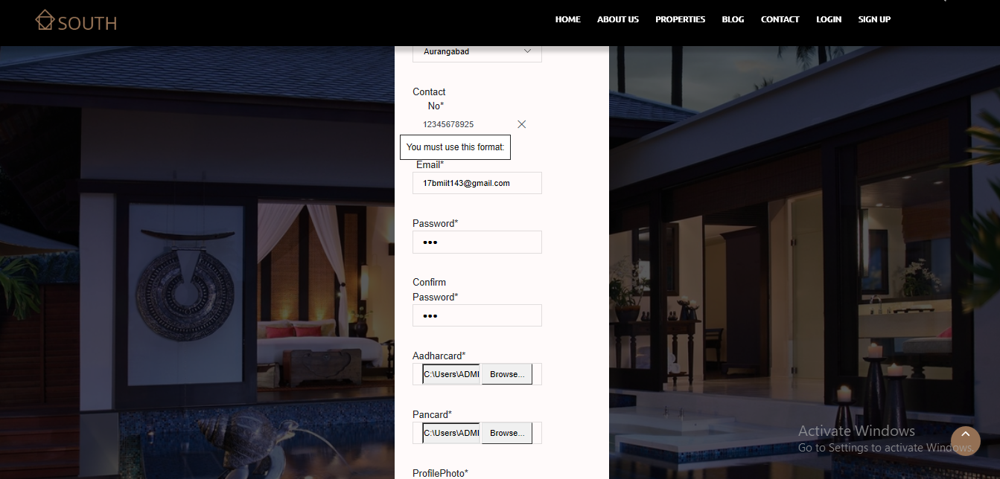 SOUTH
HOME ABOUT US PROPERTIES BLOG CONTACT LOGIN SIGN UP
Aurangabad
Contact
No*
12345678925
You must use this format:
Email*
17bmiit143@gmail.com
Password*
Confirm
Password*
Aadharcard*
C:\Users\ADMI Browse...
Pancard*
C:\Users\ADMI Browse...
Activate Windows
Go to Settings to activate Windows.
ProfilePhoto*